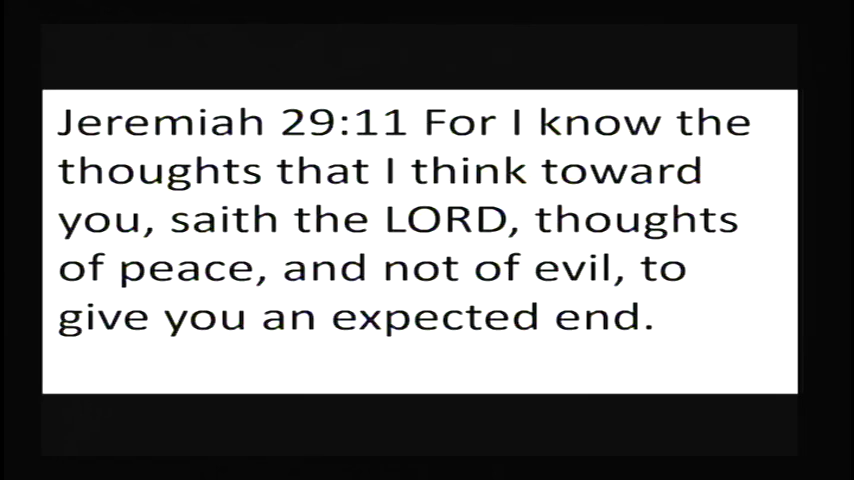 Jeremiah 29:11 For I know the
thoughts that I think toward
you, saith the LORD, thoughts
of peace, and not of evil, to
give you an expected end.